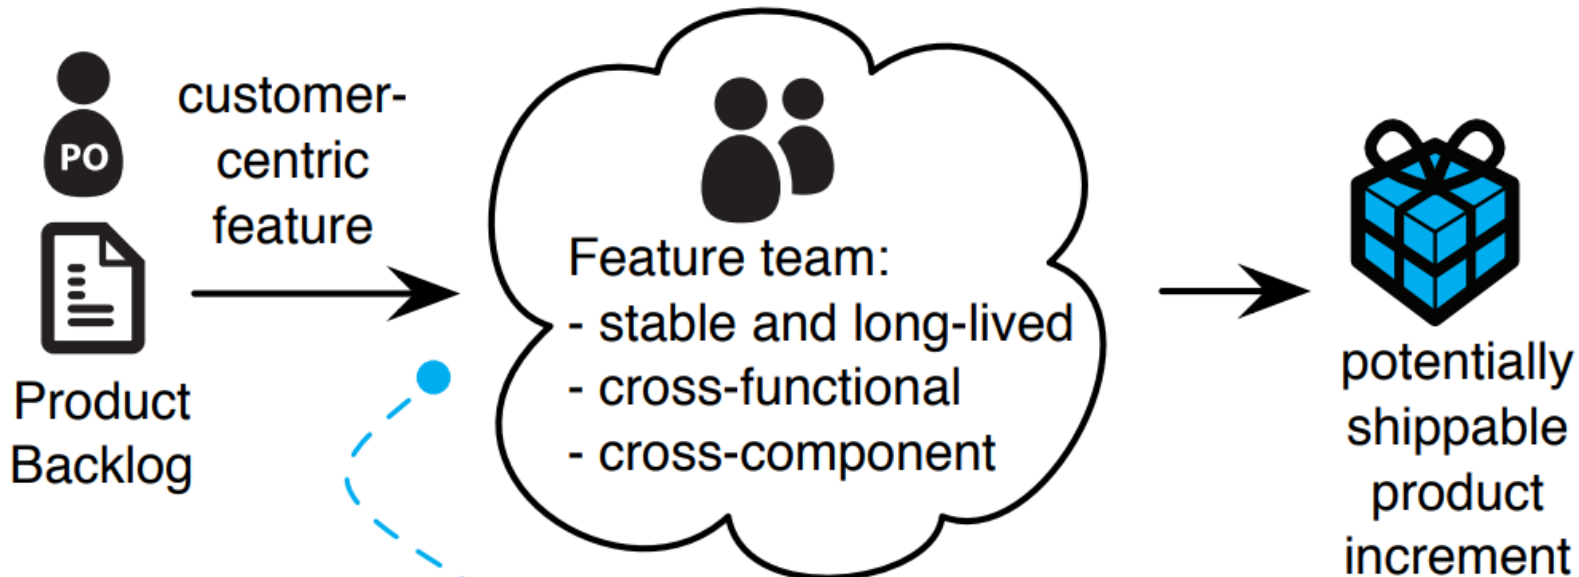 PO
Product
Backlog
customer-
centric
feature
Feature team:
- stable and long-lived
- cross-functional
- cross-component
potentially
shippable
product
increment